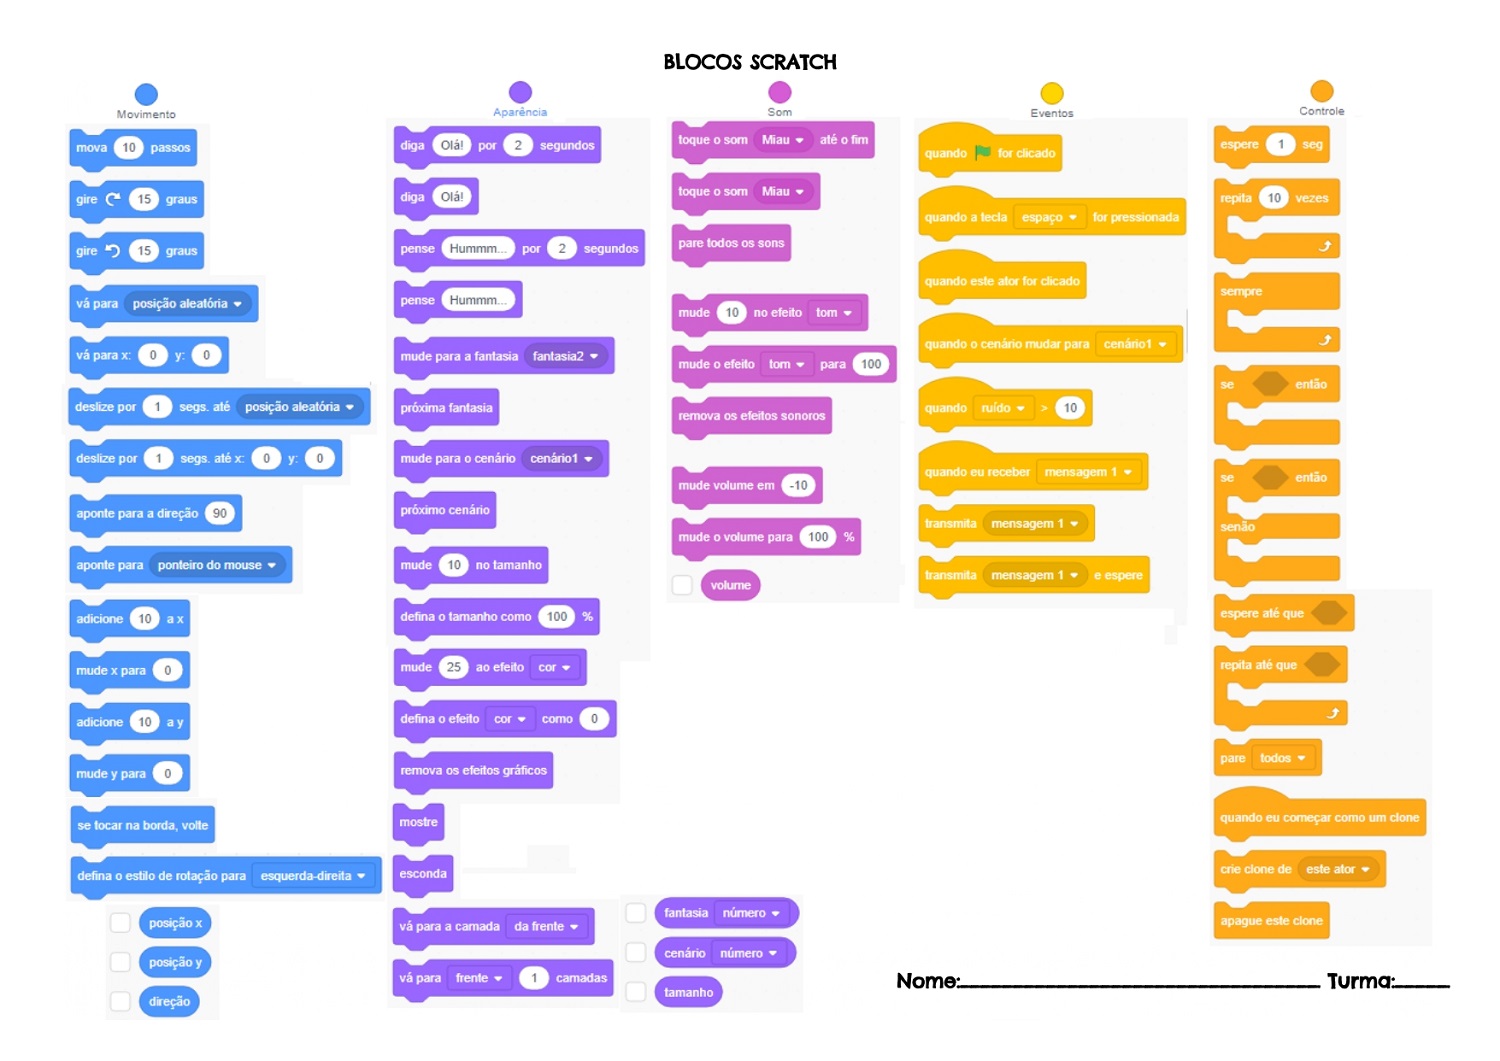 BLOCOS SCRATCH
Movimento
mova 10 passos
gire 15 graus
gire 15 graus
vá para posição aleatória
vá para x: 0 y: 0
deslize por 1 segs. até posição aleatória
deslize por 1 segs. até x: 0 y: 0
aponte para a direção 90
aponte para ponteiro do mouse
adicione 10 a x
mude x para 0
adicione 10 a y
mude y para 0
se tocar na borda, volte
defina o estilo de rotação para esquerda-direita
posição x
posição y
direção
Aparência
diga Olá! por 2 segundos
diga Olá!
pense Hummm... por 2 segundos
pense Hummm...
mude para a fantasia fantasia2
próxima fantasia
mude para o cenário cenário1
próximo cenário
mude 10 no tamanho
defina o tamanho como 100 %
mude 25 ao efeito cor
defina o efeito cor como 0
remova os efeitos gráficos
mostre
esconda
vá para a camada da frente
vá para frente 1 camadas
fantasia número
cenário número
tamanho
Som
toque o som Miau até o fim
toque o som Miau
pare todos os sons
mude 10 no efeito tom
mude o efeito tom para 100
remova os efeitos sonoros
mude volume em -10
mude o volume para 100 %
volume
Eventos
quando for clicado
quando a tecla espaço for pressionada
quando este ator for clicado
quando o cenário mudar para cenário1
quando ruído > 10
quando eu receber mensagem 1
transmita mensagem 1
transmita mensagem 1 e espere
Controle
espere 1 seg
repita 10 vezes
sempre
se então
se então
senão
espere até que
repita até que
pare todos
quando eu começar como um clone
crie clone de este ator
apague este clone
Nome:__________________________________ Turma:_____